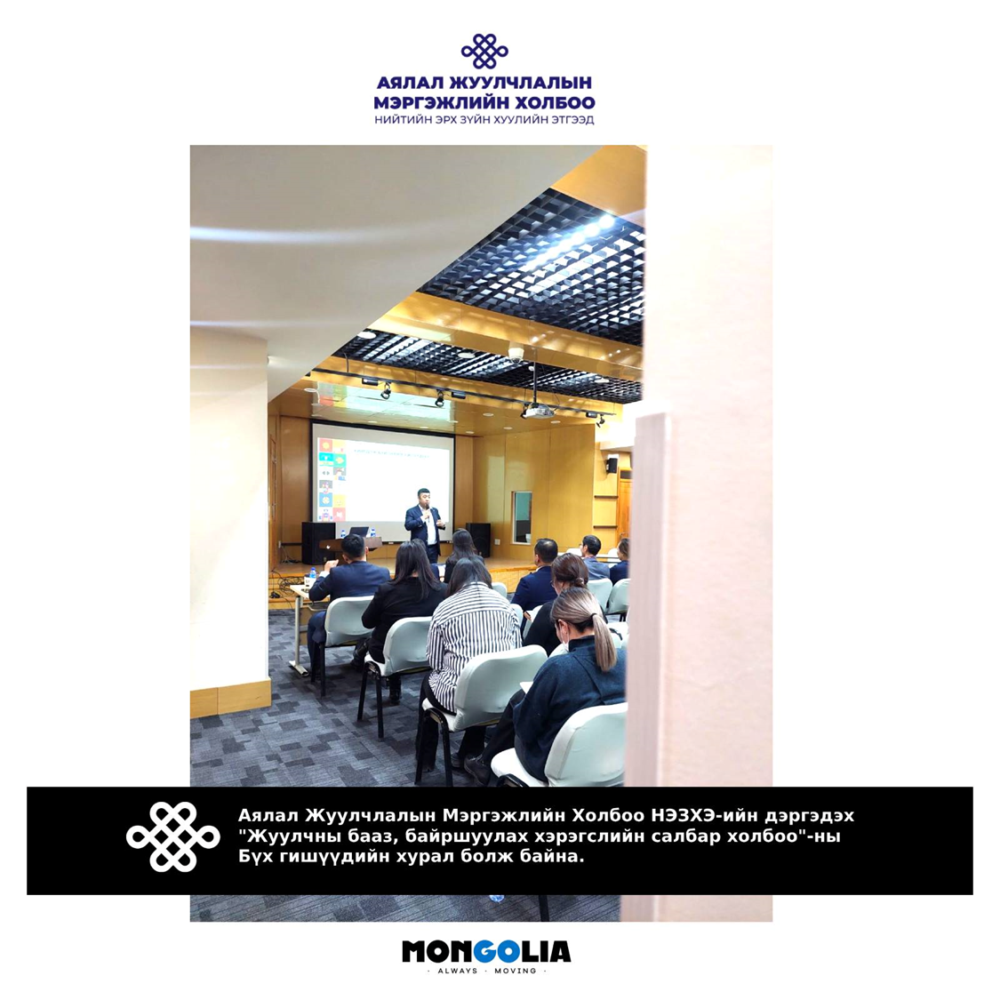 АЯЛАЛ ЖУУЛЧЛАЛЫН
МЭРГЭЖЛИЙН ХОЛБОО
НИЙТИЙН ЭРХ ЗҮЙН ХУУЛИЙН ЭТГЭЭД
Аялал Жуулчлалын Мэргэжлийн Холбоо НЭЗХЭ-ийн дэргэдэх
"Жуулчны бааз, байршуулах хэрэгслийн салбар холбоо"-ны
Бүх гишүүдийн хурал болж байна.
MONGOLIA
· ALWAYS · MOVING ·